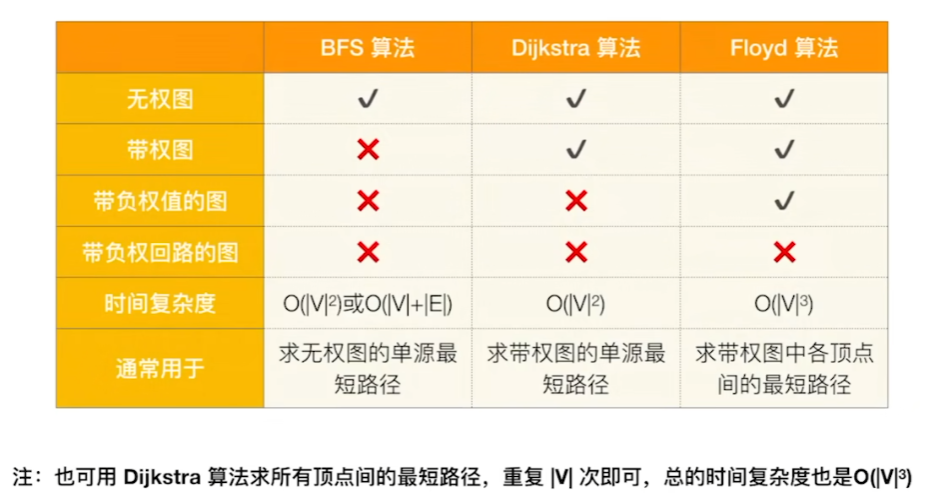 BFS 算法 Dijkstra 算法 Floyd 算法
无权图 ✓ ✓ ✓
带权图 ❌ ✓ ✓
带负权值的图 ❌ ❌ ✓
带负权回路的图 ❌ ❌ ❌
时间复杂度 O(|V|²)或O(|V|+|E|) O(|V|²) O(|V|³)
通常用于 求无权图的单源最短路径 求带权图的单源最短路径 求带权图中各顶点间的最短路径
注：也可用 Dijkstra 算法求所有顶点间的最短路径，重复 |V| 次即可，总的时间复杂度也是O(|V|³)